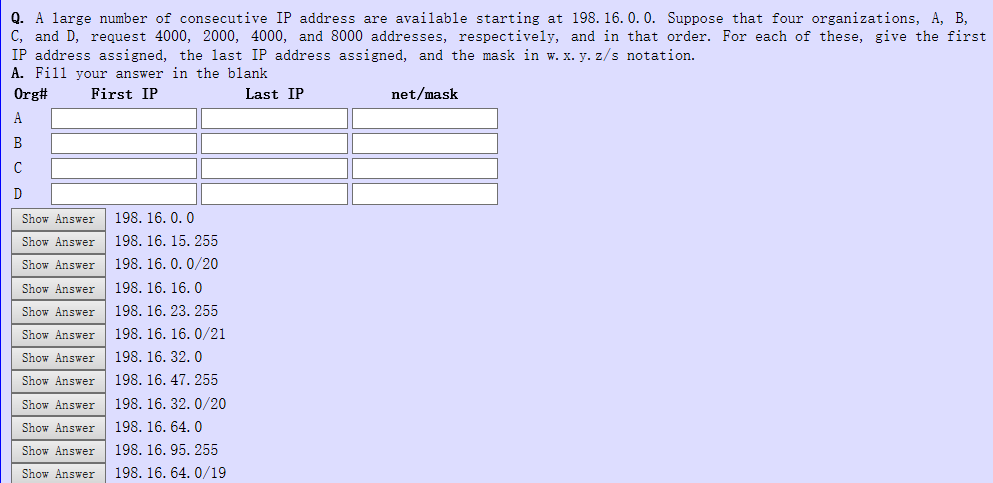 Q. A large number of consecutive IP address are available starting at 198.16.0.0. Suppose that four organizations, A, B,
C, and D, request 4000, 2000, 4000, and 8000 addresses, respectively, and in that order. For each of these, give the first
IP address assigned, the last IP address assigned, and the mask in w.x.y.z/s notation.
A. Fill your answer in the blank
Org# First IP Last IP net/mask
A
B
C
D
Show Answer 198.16.0.0
Show Answer 198.16.15.255
Show Answer 198.16.0.0/20
Show Answer 198.16.16.0
Show Answer 198.16.23.255
Show Answer 198.16.16.0/21
Show Answer 198.16.32.0
Show Answer 198.16.47.255
Show Answer 198.16.32.0/20
Show Answer 198.16.64.0
Show Answer 198.16.95.255
Show Answer 198.16.64.0/19